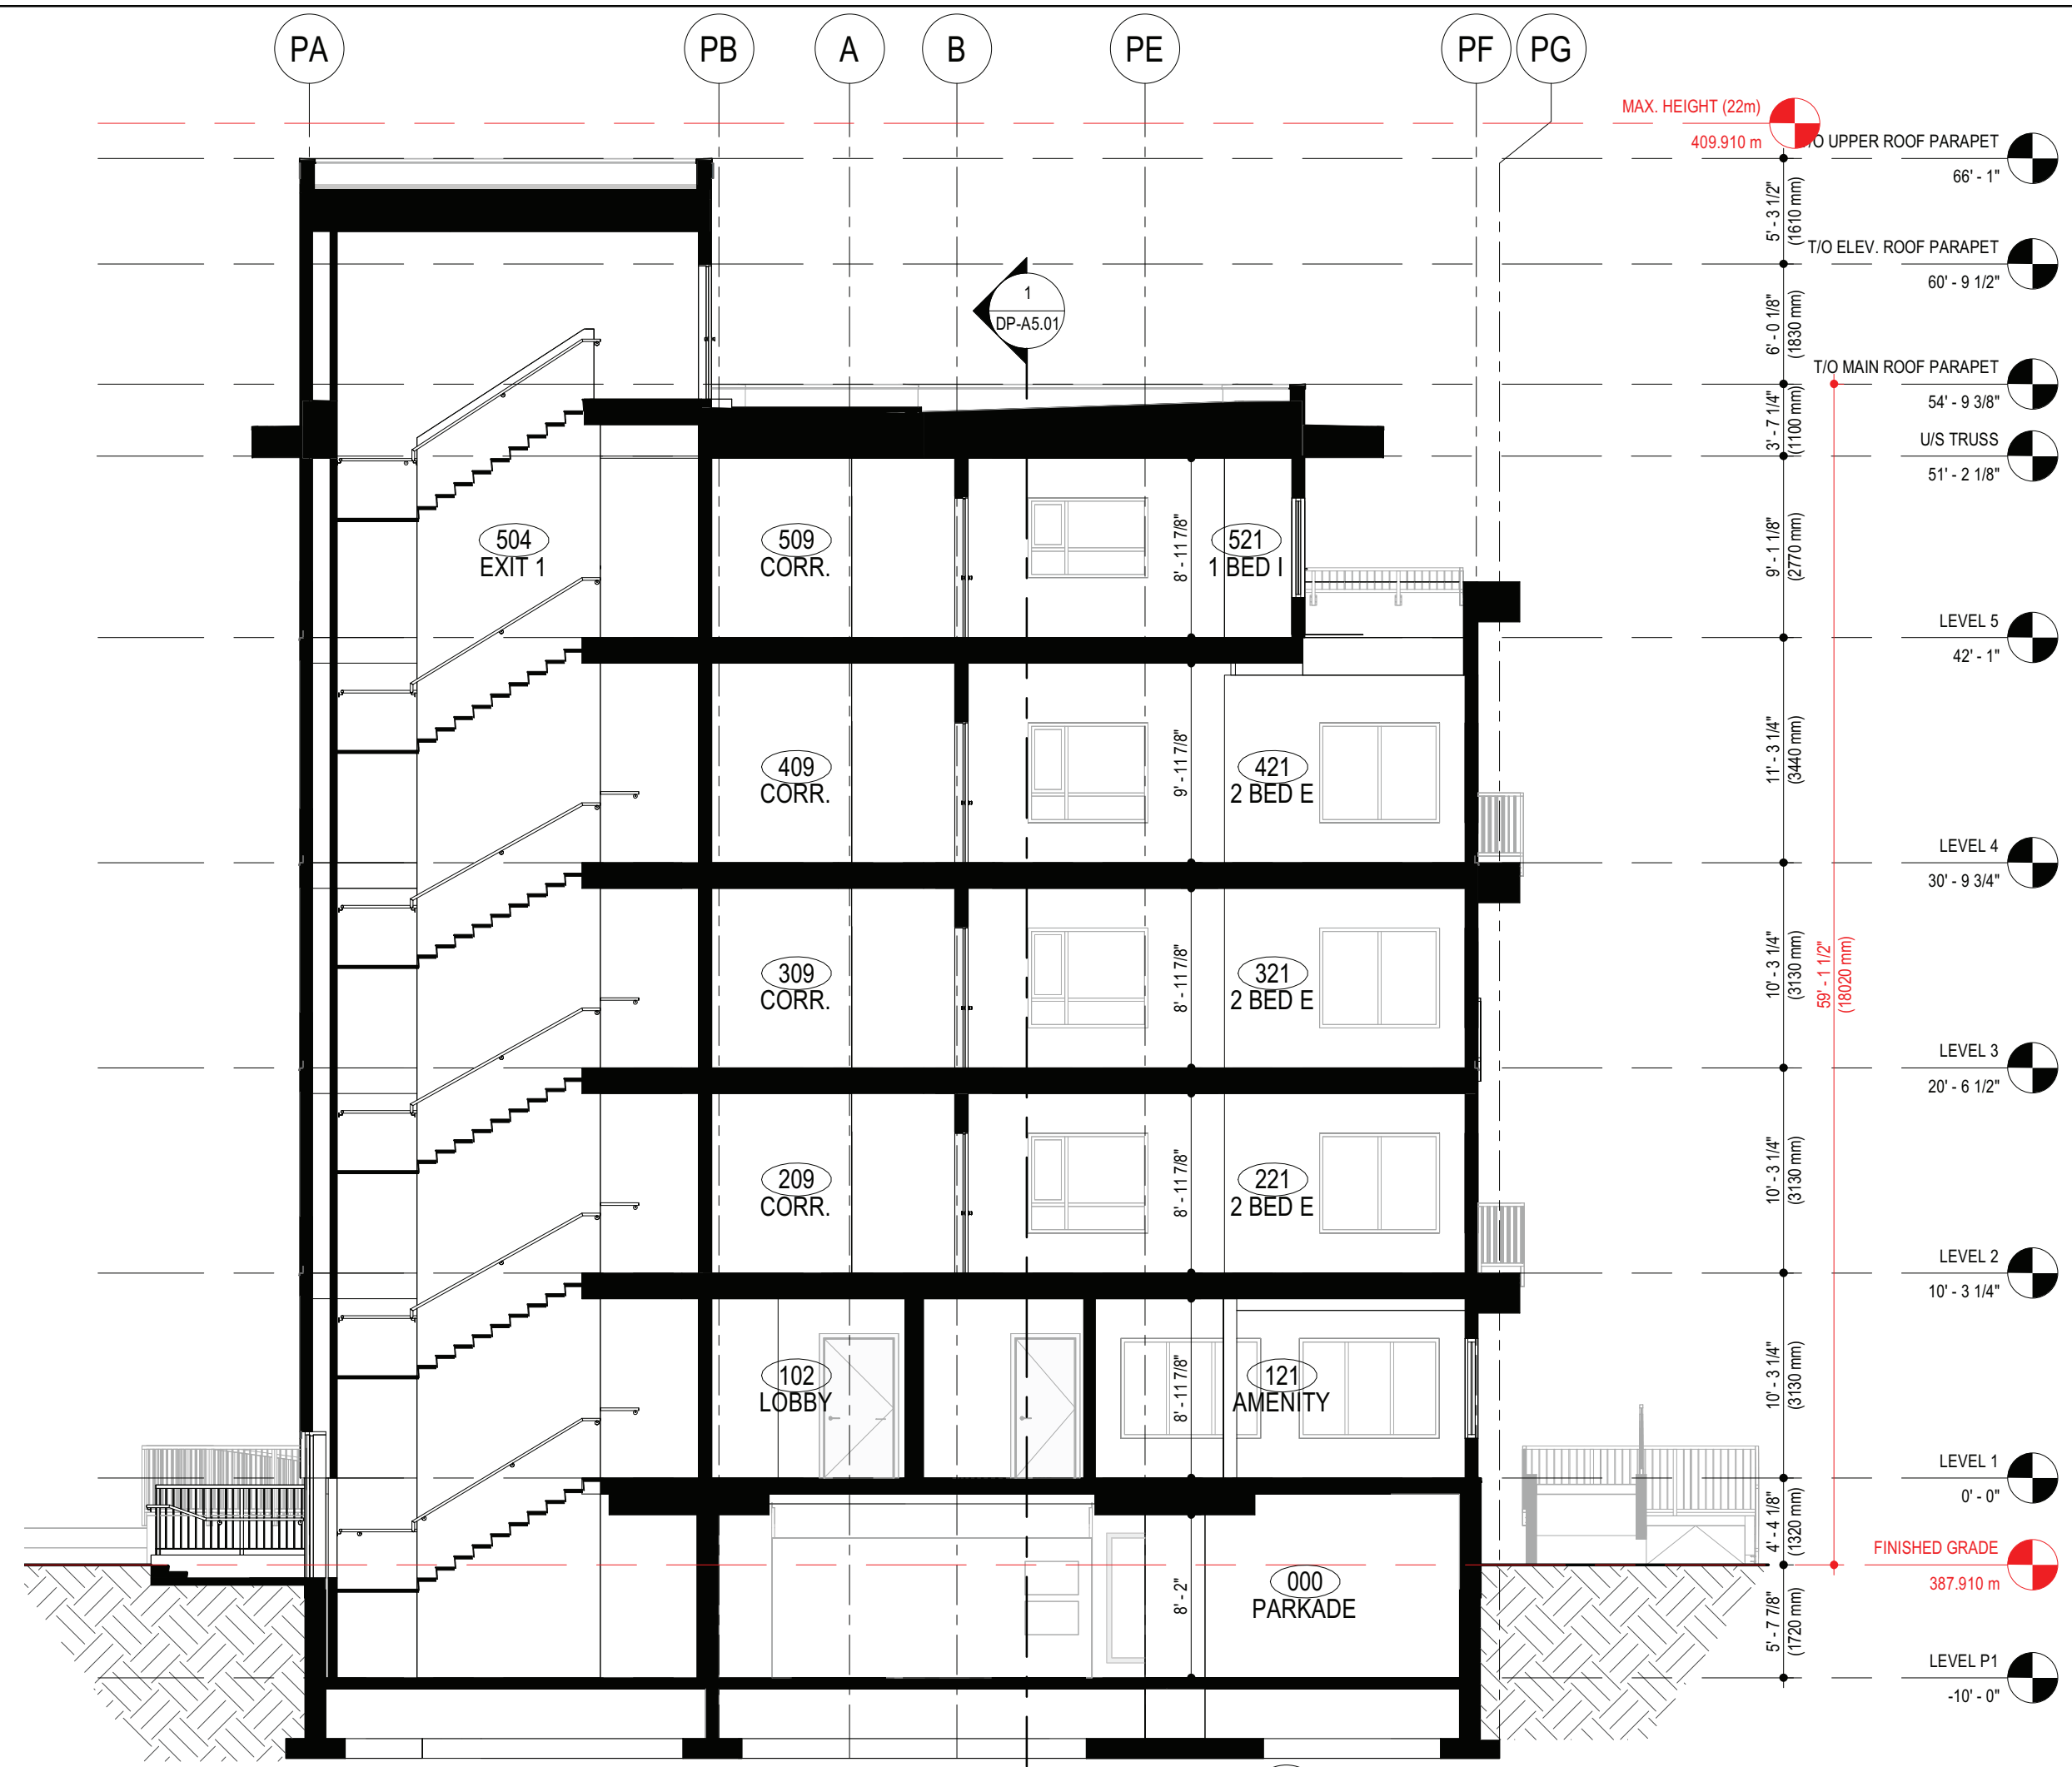 PA
PB
A
B
PE
PF
PG
MAX. HEIGHT (22m)
409.910 m
/O UPPER ROOF PARAPET
66' - 1"
5' - 3 1/2"
(1610 mm)
T/O ELEV. ROOF PARAPET
60' - 9 1/2"
6' - 0 1/8"
(1830 mm)
1
DP-A5.01
T/O MAIN ROOF PARAPET
54' - 9 3/8"
3' - 7 1/4"
(1100 mm)
U/S TRUSS
51' - 2 1/8"
504
EXIT 1
509
CORR.
8' - 11 7/8"
521
1 BED I
9' - 1 1/8"
(2770 mm)
LEVEL 5
42' - 1"
409
CORR.
9' - 11 7/8"
421
2 BED E
11' - 3 1/4"
(3440 mm)
LEVEL 4
30' - 9 3/4"
309
CORR.
8' - 11 7/8"
321
2 BED E
10' - 3 1/4"
(3130 mm)
59' - 1 1/2"
(18020 mm)
LEVEL 3
20' - 6 1/2"
209
CORR.
8' - 11 7/8"
221
2 BED E
10' - 3 1/4"
(3130 mm)
LEVEL 2
10' - 3 1/4"
102
LOBBY
8' - 11 7/8"
121
AMENITY
10' - 3 1/4"
(3130 mm)
LEVEL 1
0' - 0"
4' - 4 1/8"
(1320 mm)
FINISHED GRADE
387.910 m
8' - 2"
000
PARKADE
5' - 7 7/8"
(1720 mm)
LEVEL P1
-10' - 0"